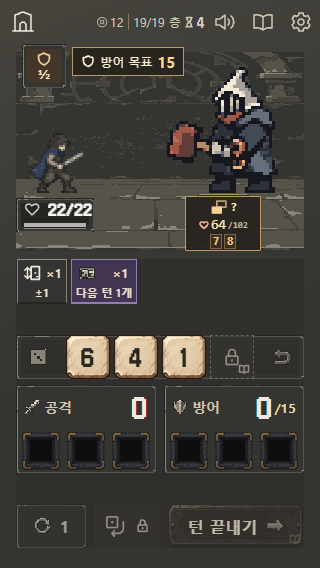 12 19/19 층 4
½
방어 목표 15
22/22
?
64/102
7 8
×1 ±1
×1 다음 턴 1개
6 4 1
공격 0
방어 0/15
1
턴 끝내기